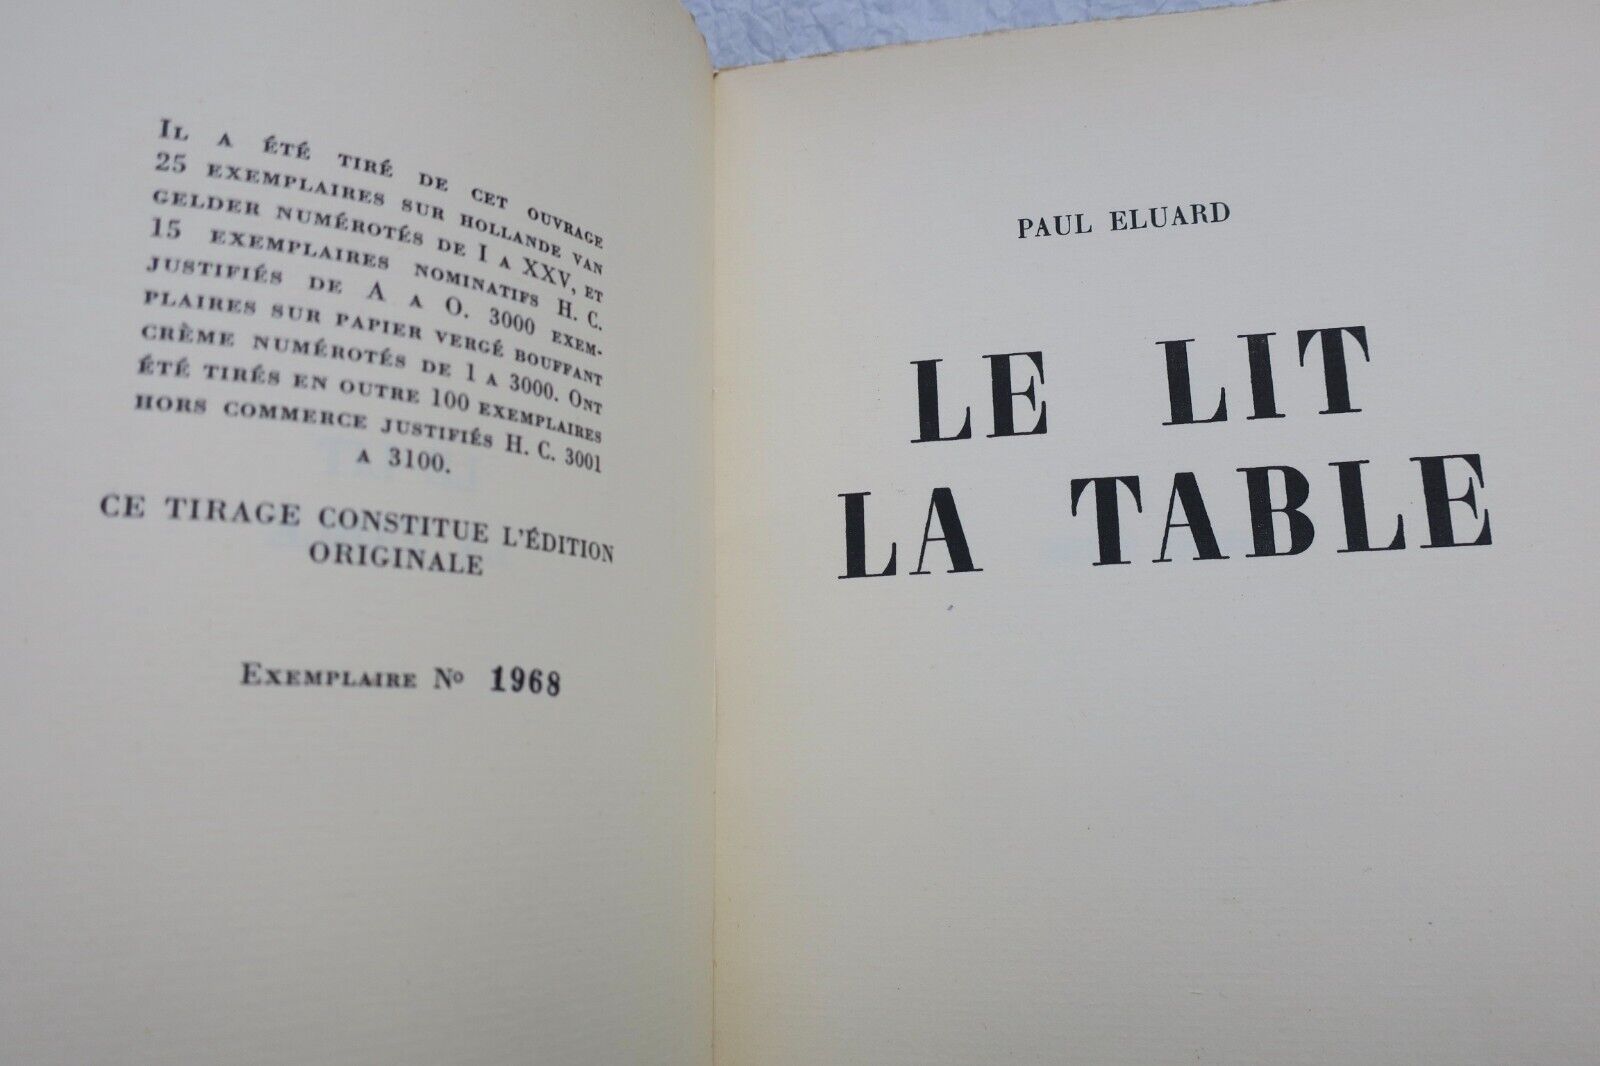 IL A ÉTÉ TIRÉ DE CET OUVRAGE
25 EXEMPLAIRES SUR HOLLANDE VAN
GELDER NUMÉROTÉS DE I A XXV, ET
15 EXEMPLAIRES NOMINATIFS H. C.
JUSTIFIÉS DE A A O. 3000 EXEM-
PLAIRES SUR PAPIER VERGÉ BOUFFANT
CRÈME NUMÉROTÉS DE 1 A 3000. ONT
ÉTÉ TIRÉS EN OUTRE 100 EXEMPLAIRES
HORS COMMERCE JUSTIFIÉS H. C. 3001
A 3100.
CE TIRAGE CONSTITUE L'ÉDITION
ORIGINALE
EXEMPLAIRE Nº 1968
PAUL ELUARD
LE LIT
LA TABLE